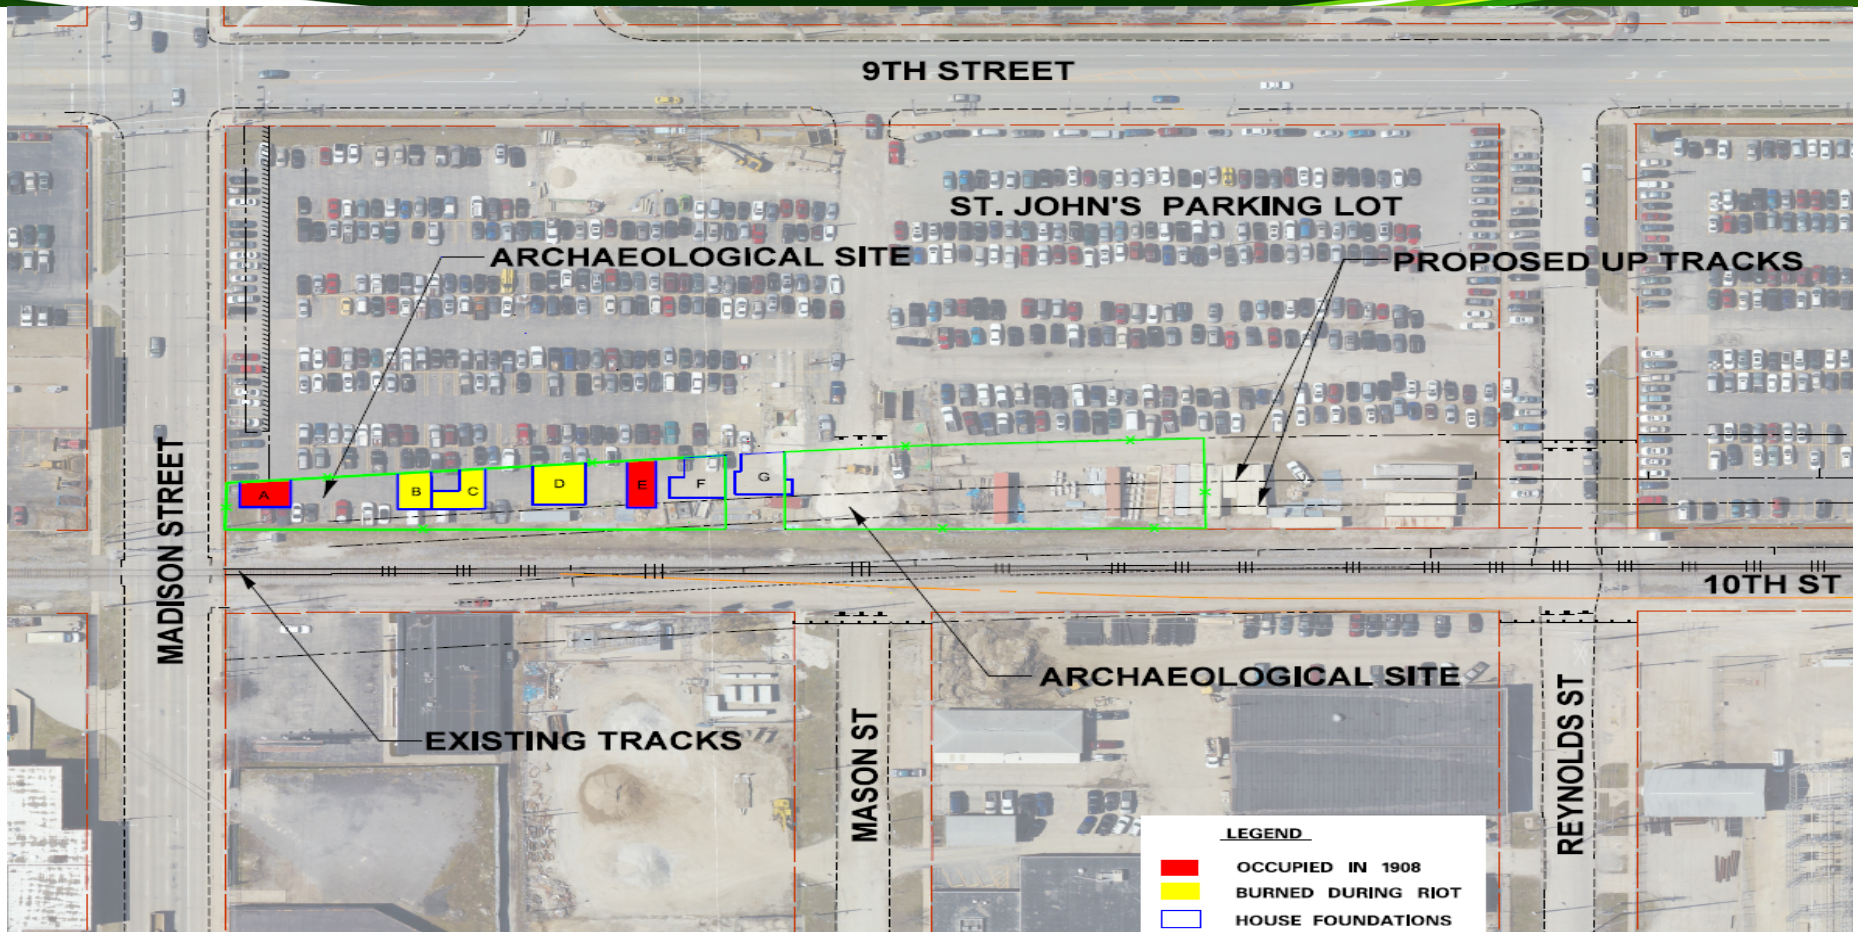 9TH STREET
ST. JOHN'S PARKING LOT
ARCHAEOLOGICAL SITE
PROPOSED UP TRACKS
MADISON STREET
A
B
C
D
E
F
G
10TH ST
ARCHAEOLOGICAL SITE
EXISTING TRACKS
MASON ST
REYNOLDS ST
LEGEND
OCCUPIED IN 1908
BURNED DURING RIOT
HOUSE FOUNDATIONS